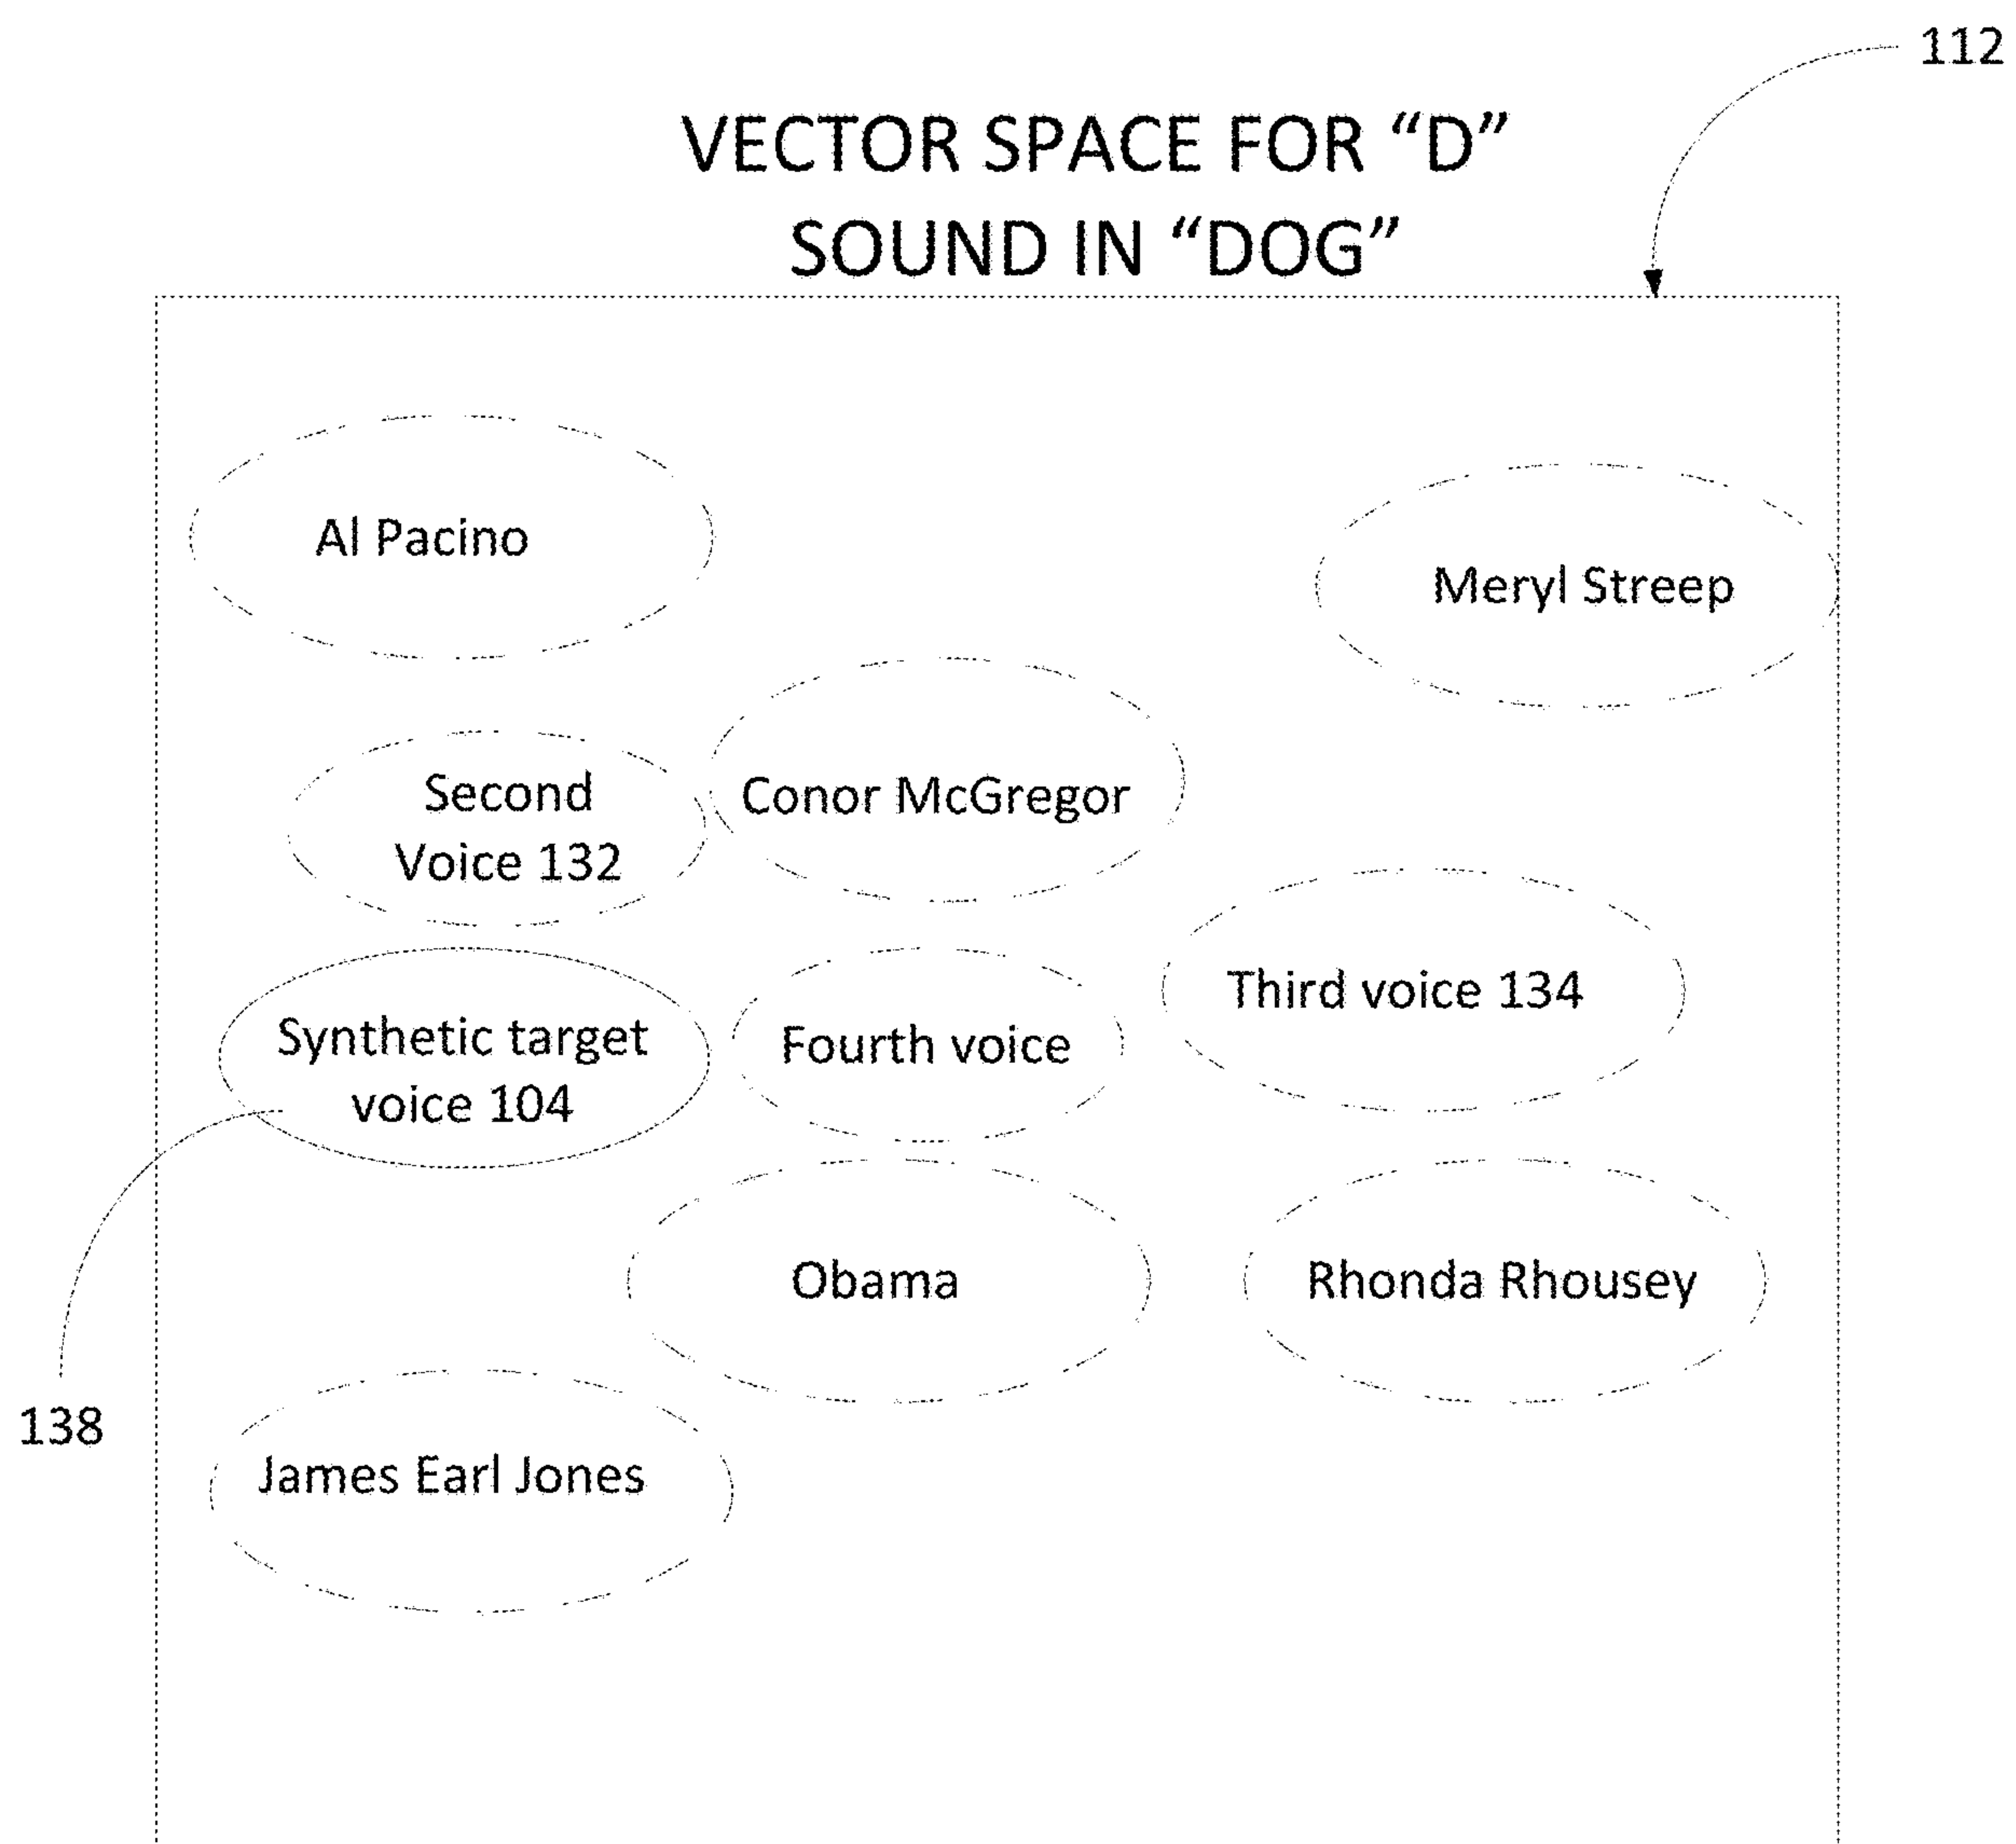 112
VECTOR SPACE FOR “D”
SOUND IN “DOG”
Al Pacino
Meryl Streep
Second
Voice 132
Conor McGregor
Third voice 134
Synthetic target
voice 104
Fourth voice
Obama
Rhonda Rhousey
138
James Earl Jones